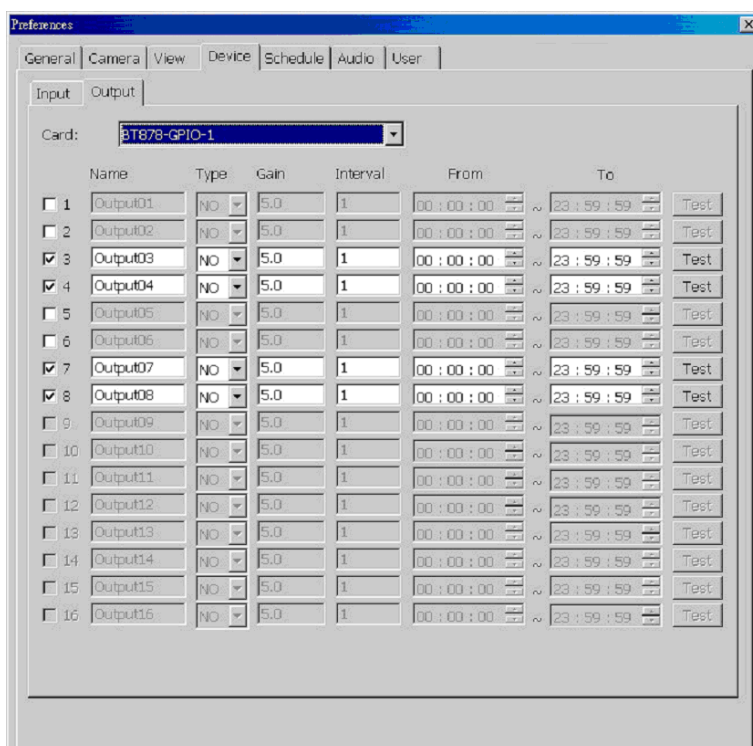 Preferences
General Camera View Device Schedule Audio User
Input Output
Card: BT878-GPIO-1
Name Type Gain Interval From To
1 Output01 NO 5.0 1 00 : 00 : 00 ~ 23 : 59 : 59 Test
2 Output02 NO 5.0 1 00 : 00 : 00 ~ 23 : 59 : 59 Test
3 Output03 NO 5.0 1 00 : 00 : 00 ~ 23 : 59 : 59 Test
4 Output04 NO 5.0 1 00 : 00 : 00 ~ 23 : 59 : 59 Test
5 Output05 NO 5.0 1 00 : 00 : 00 ~ 23 : 59 : 59 Test
6 Output06 NO 5.0 1 00 : 00 : 00 ~ 23 : 59 : 59 Test
7 Output07 NO 5.0 1 00 : 00 : 00 ~ 23 : 59 : 59 Test
8 Output08 NO 5.0 1 00 : 00 : 00 ~ 23 : 59 : 59 Test
9 Output09 NO 5.0 1 00 : 00 : 00 ~ 23 : 59 : 59 Test
10 Output10 NO 5.0 1 00 : 00 : 00 ~ 23 : 59 : 59 Test
11 Output11 NO 5.0 1 00 : 00 : 00 ~ 23 : 59 : 59 Test
12 Output12 NO 5.0 1 00 : 00 : 00 ~ 23 : 59 : 59 Test
13 Output13 NO 5.0 1 00 : 00 : 00 ~ 23 : 59 : 59 Test
14 Output14 NO 5.0 1 00 : 00 : 00 ~ 23 : 59 : 59 Test
15 Output15 NO 5.0 1 00 : 00 : 00 ~ 23 : 59 : 59 Test
16 Output16 NO 5.0 1 00 : 00 : 00 ~ 23 : 59 : 59 Test